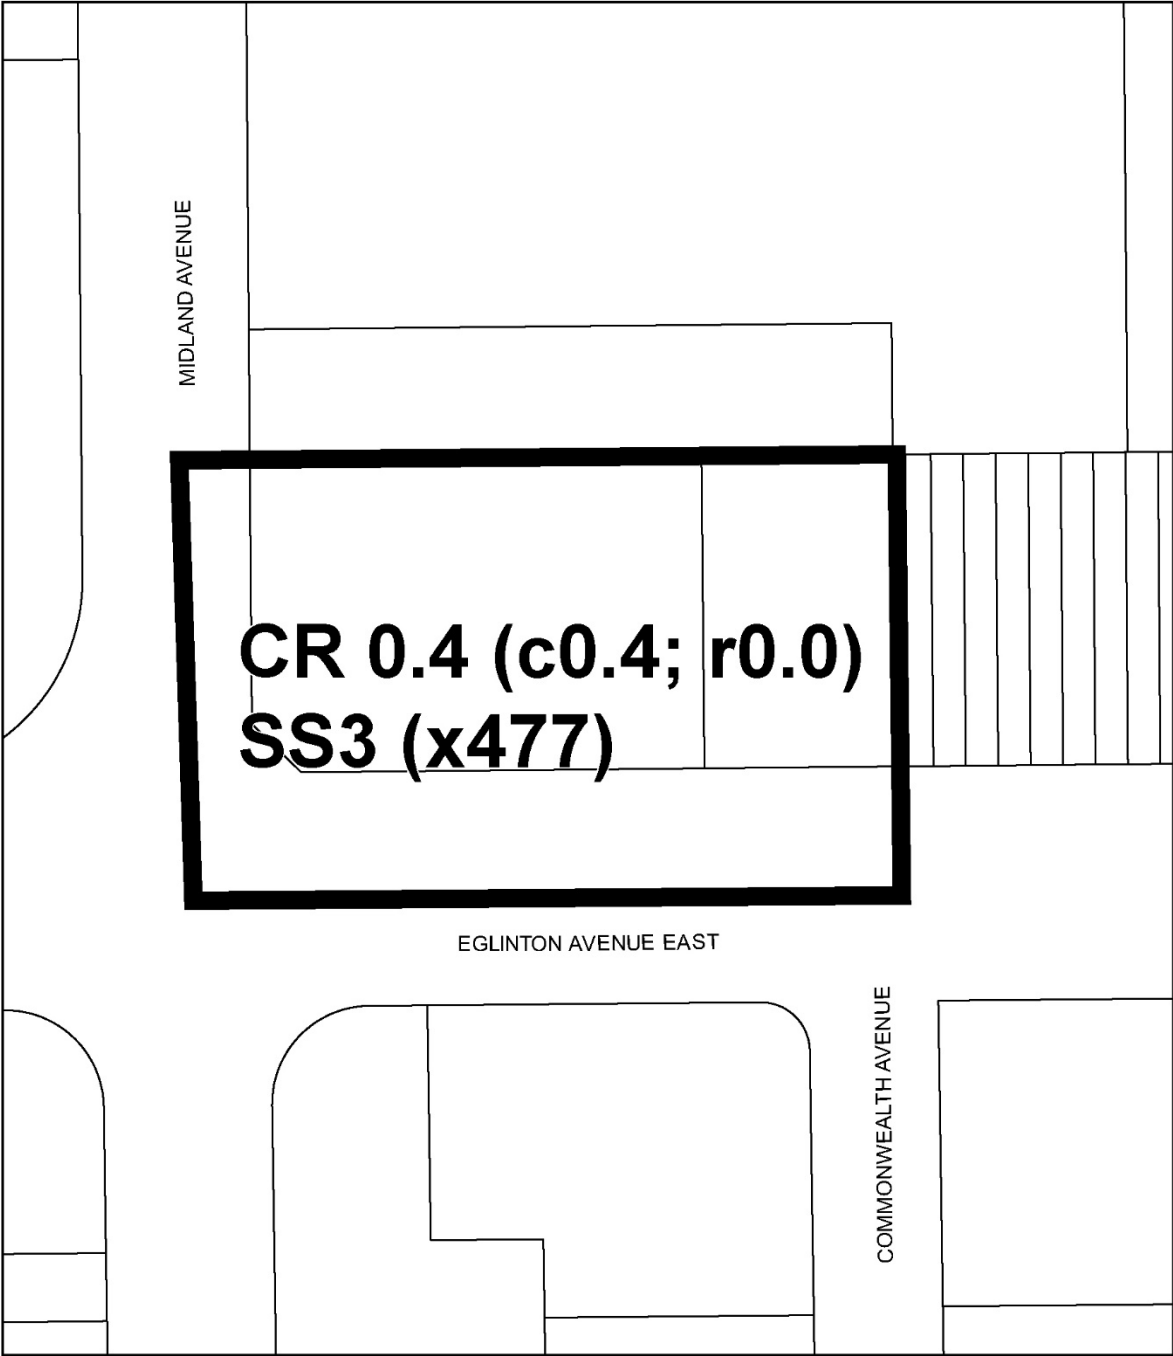 MIDLAND AVENUE
CR 0.4 (c0.4; r0.0)
SS3 (x477)
EGLINTON AVENUE EAST
COMMONWEALTH AVENUE